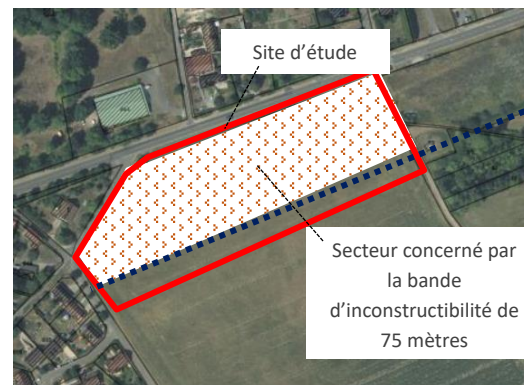 Site d'étude
Secteur concerné par
la bande
d'inconstructibilité de
75 mètres